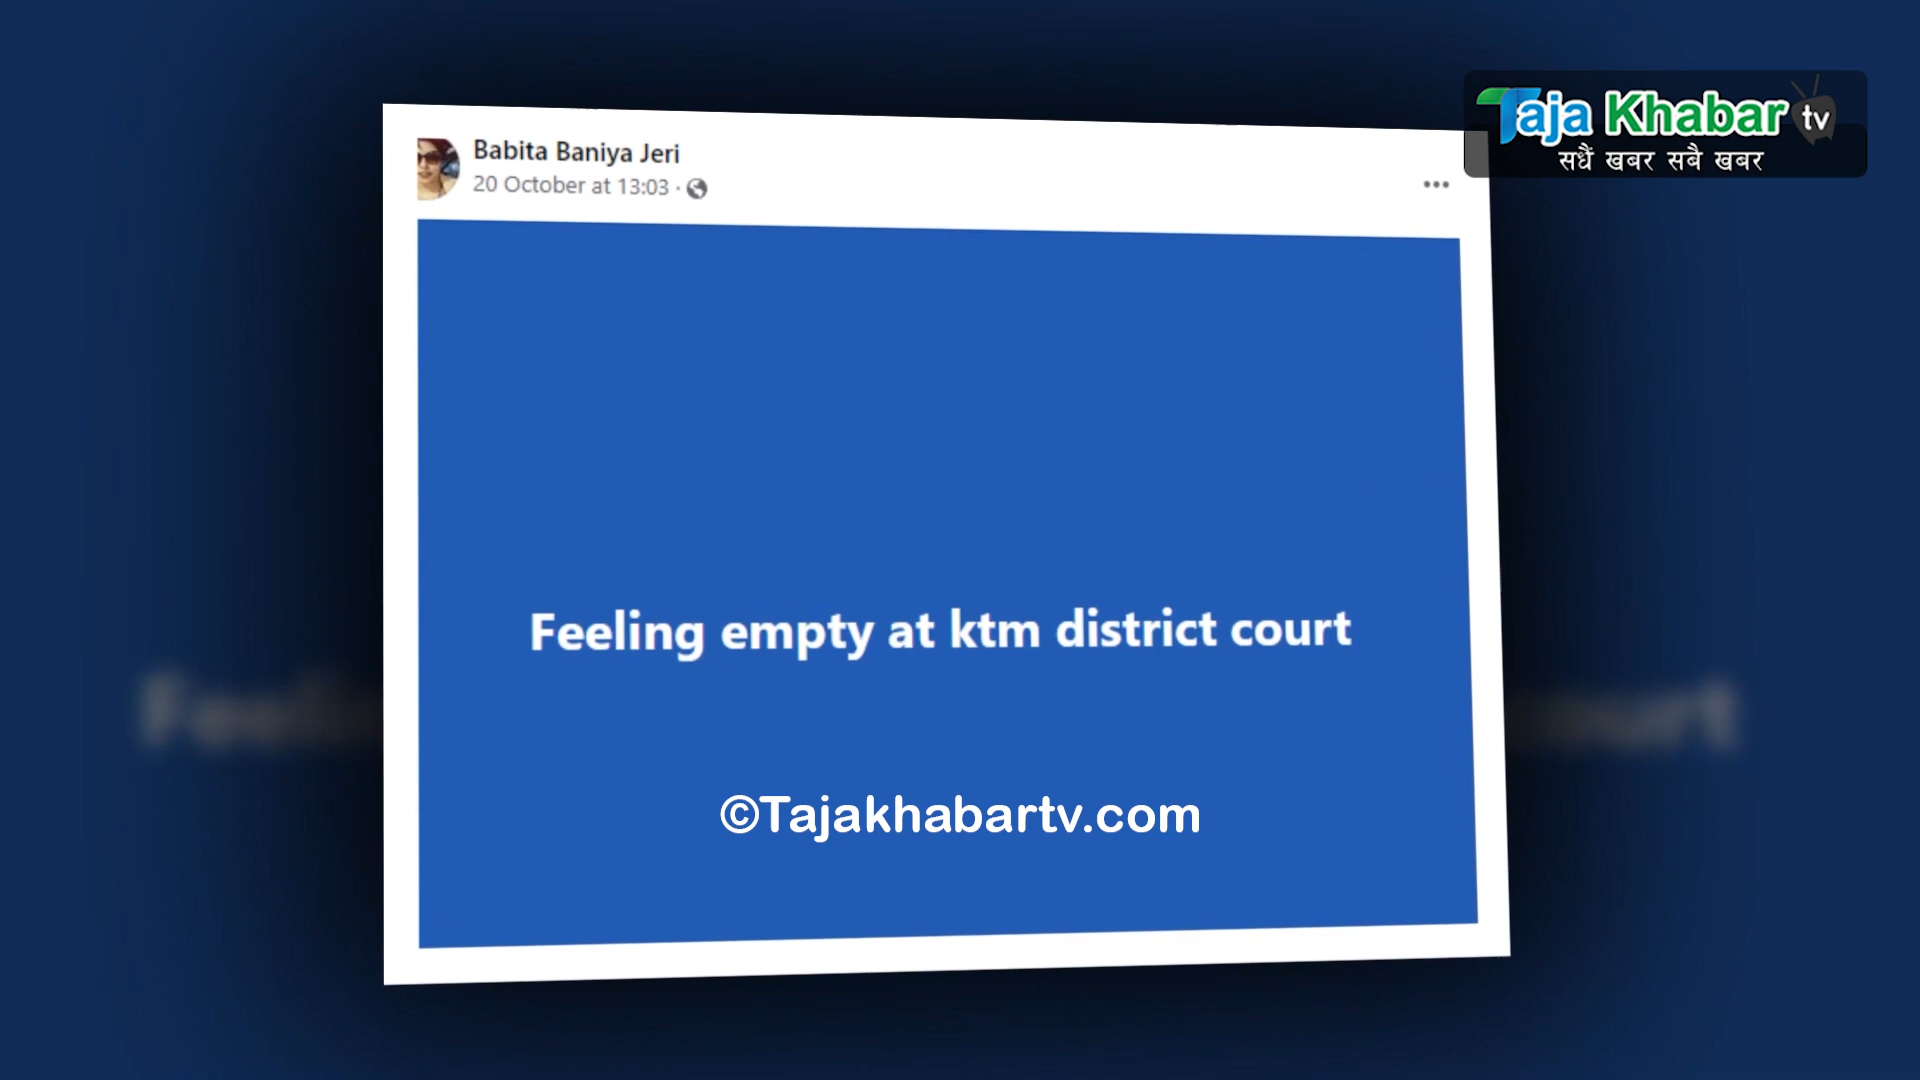 Taja Khabar tv
सधैं खबर सबै खबर
Babita Baniya Jeri
20 October at 13:03 ·
Feeling empty at ktm district court
©Tajakhabartv.com